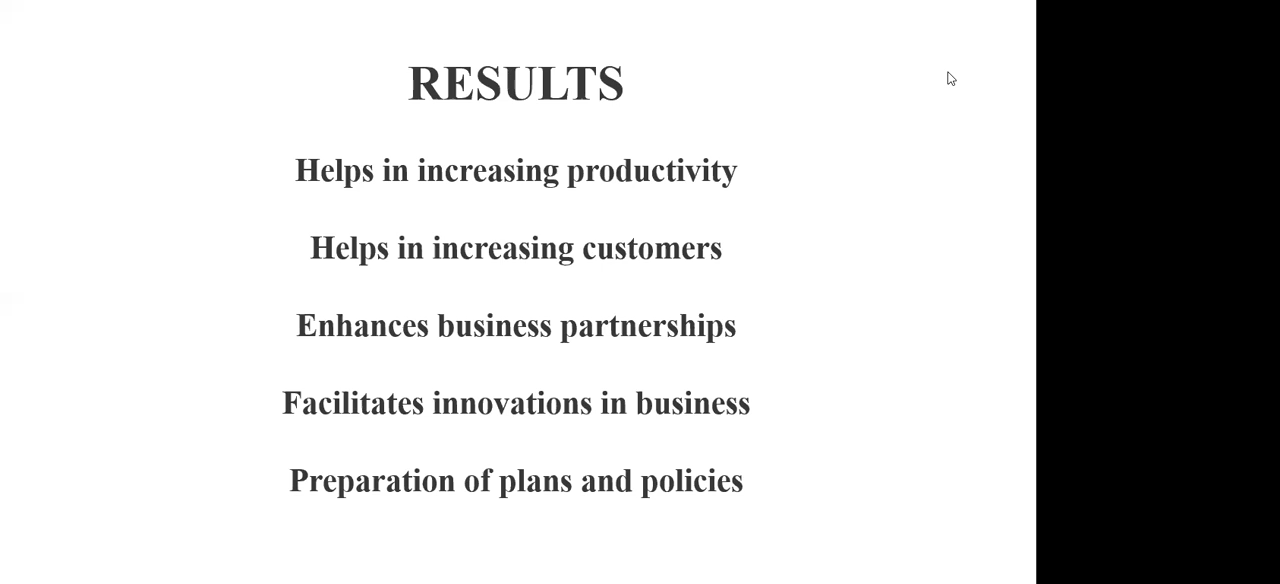 RESULTS
Helps in increasing productivity
Helps in increasing customers
Enhances business partnerships
Facilitates innovations in business
Preparation of plans and policies